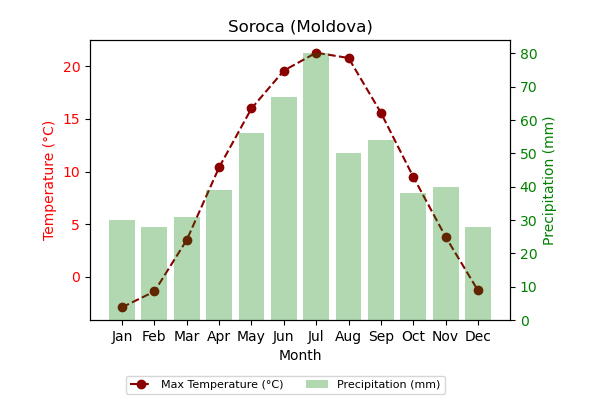 Soroca (Moldova)
Temperature (°C)
20
15
10
5
0
80
70
60
50
40
30
20
10
0
Precipitation (mm)
Jan Feb Mar Apr May Jun Jul Aug Sep Oct Nov Dec
Month
Max Temperature (°C) Precipitation (mm)